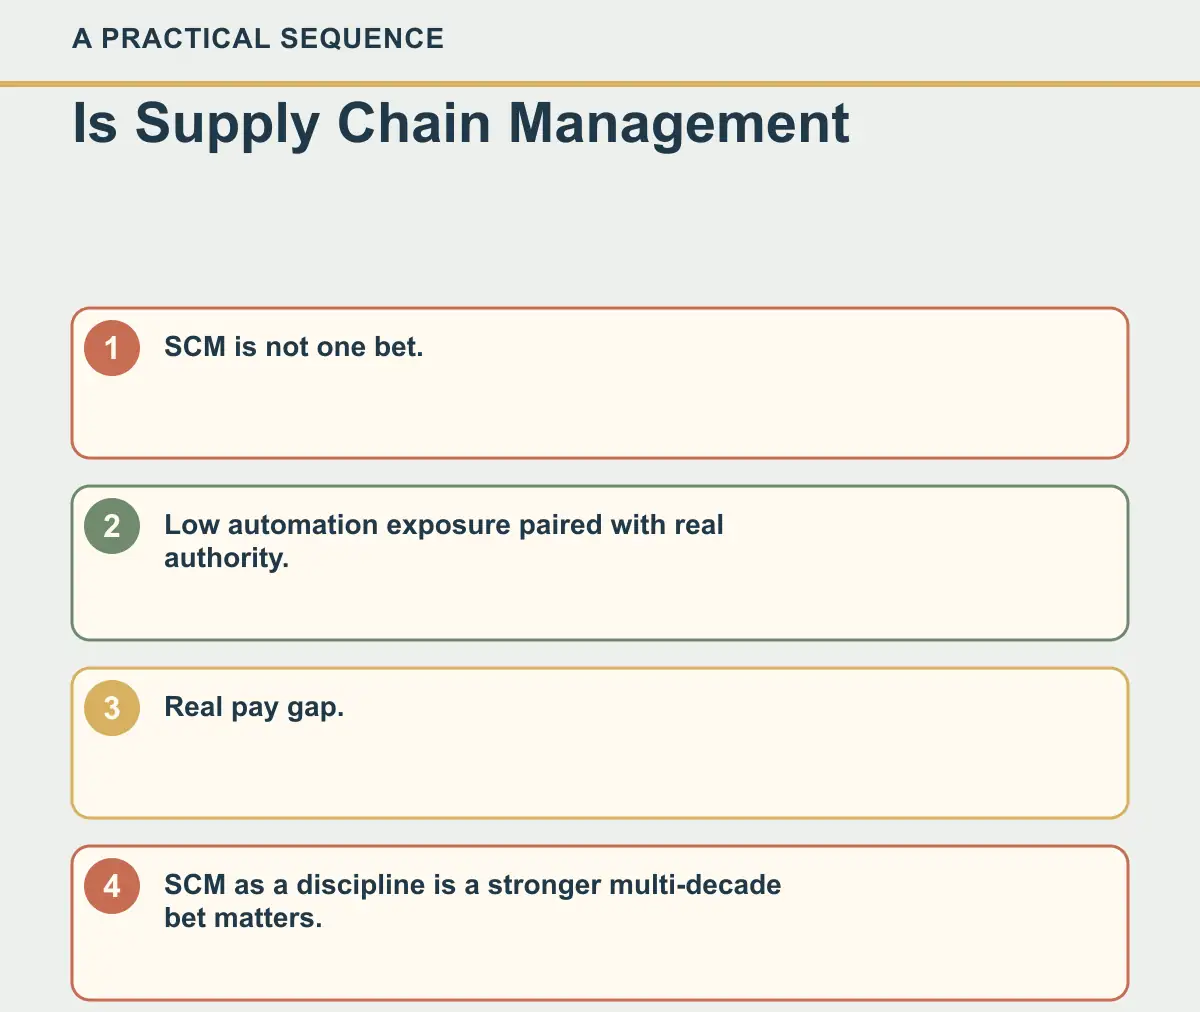 A PRACTICAL SEQUENCE
Is Supply Chain Management
1
SCM is not one bet.
2
Low automation exposure paired with real
authority.
3
Real pay gap.
4
SCM as a discipline is a stronger multi-decade
bet matters.